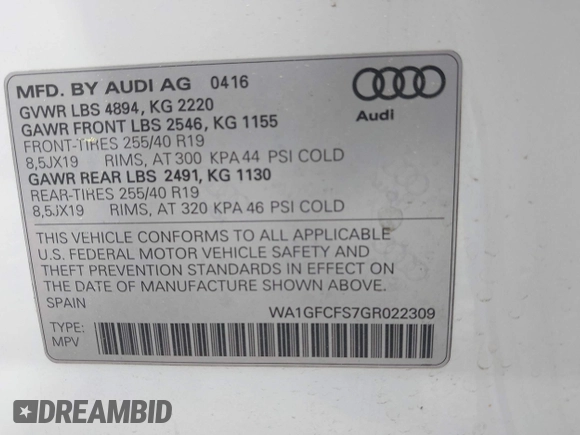 MFD. BY AUDI AG 0416
GVWR LBS 4894, KG 2220
GAWR FRONT LBS 2546, KG 1155
FRONT-TIRES 255/40 R19
8,5JX19 RIMS, AT 300 KPA 44 PSI COLD
GAWR REAR LBS 2491, KG 1130
REAR-TIRES 255/40 R19
8,5JX19 RIMS, AT 320 KPA 46 PSI COLD
Audi
THIS VEHICLE CONFORMS TO ALL APPLICABLE
U.S. FEDERAL MOTOR VEHICLE SAFETY AND
THEFT PREVENTION STANDARDS IN EFFECT ON
THE DATE OF MANUFACTURE SHOWN ABOVE.
SPAIN
WA1GFCFS7GR022309
TYPE:
MPV
DREAMBID